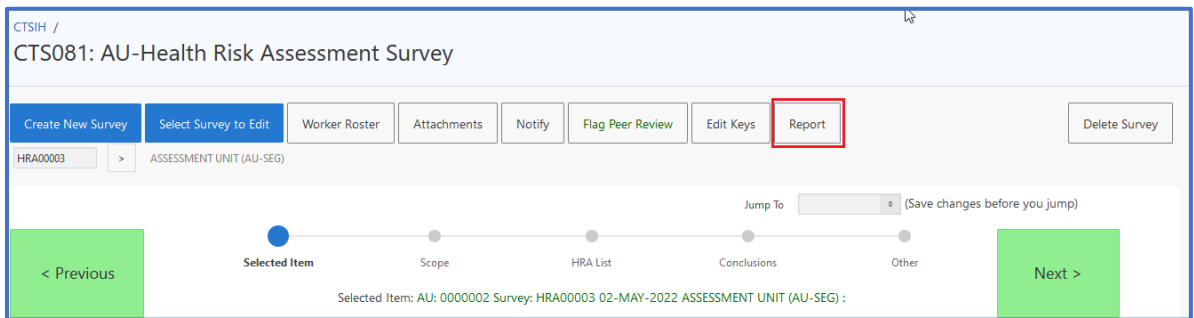 CTSIH /
CTS081: AU-Health Risk Assessment Survey
Create New Survey Select Survey to Edit Worker Roster Attachments Notify Flag Peer Review Edit Keys Report Delete Survey
HRA00003 > ASSESSMENT UNIT (AU-SEG)
Jump To (Save changes before you jump)
< Previous Selected Item Scope HRA List Conclusions Other Next >
Selected Item: AU: 0000002 Survey: HRA00003 02-MAY-2022 ASSESSMENT UNIT (AU-SEG) :